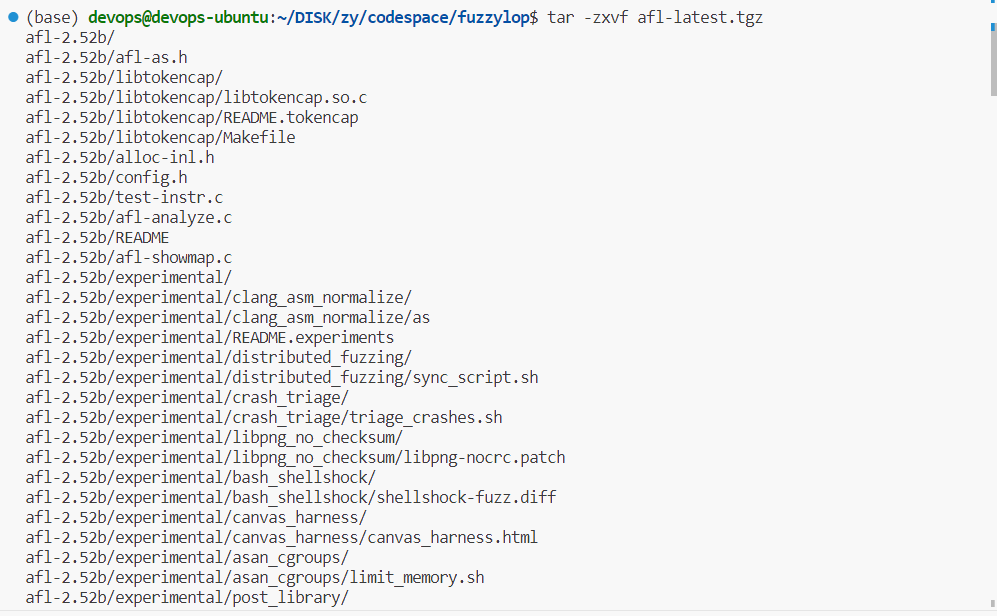 (base) devops@devops-ubuntu:~/DISK/zy/codespace/fuzzylop$ tar -zxvf afl-latest.tgz
afl-2.52b/
afl-2.52b/afl-as.h
afl-2.52b/libtokencap/
afl-2.52b/libtokencap/libtokencap.so.c
afl-2.52b/libtokencap/README.tokencap
afl-2.52b/libtokencap/Makefile
afl-2.52b/alloc-inl.h
afl-2.52b/config.h
afl-2.52b/test-instr.c
afl-2.52b/afl-analyze.c
afl-2.52b/README
afl-2.52b/afl-showmap.c
afl-2.52b/experimental/
afl-2.52b/experimental/clang_asm_normalize/
afl-2.52b/experimental/clang_asm_normalize/as
afl-2.52b/experimental/README.experiments
afl-2.52b/experimental/distributed_fuzzing/
afl-2.52b/experimental/distributed_fuzzing/sync_script.sh
afl-2.52b/experimental/crash_triage/
afl-2.52b/experimental/crash_triage/triage_crashes.sh
afl-2.52b/experimental/libpng_no_checksum/
afl-2.52b/experimental/libpng_no_checksum/libpng-nocrc.patch
afl-2.52b/experimental/bash_shellshock/
afl-2.52b/experimental/bash_shellshock/shellshock-fuzz.diff
afl-2.52b/experimental/canvas_harness/
afl-2.52b/experimental/canvas_harness/canvas_harness.html
afl-2.52b/experimental/asan_cgroups/
afl-2.52b/experimental/asan_cgroups/limit_memory.sh
afl-2.52b/experimental/post_library/